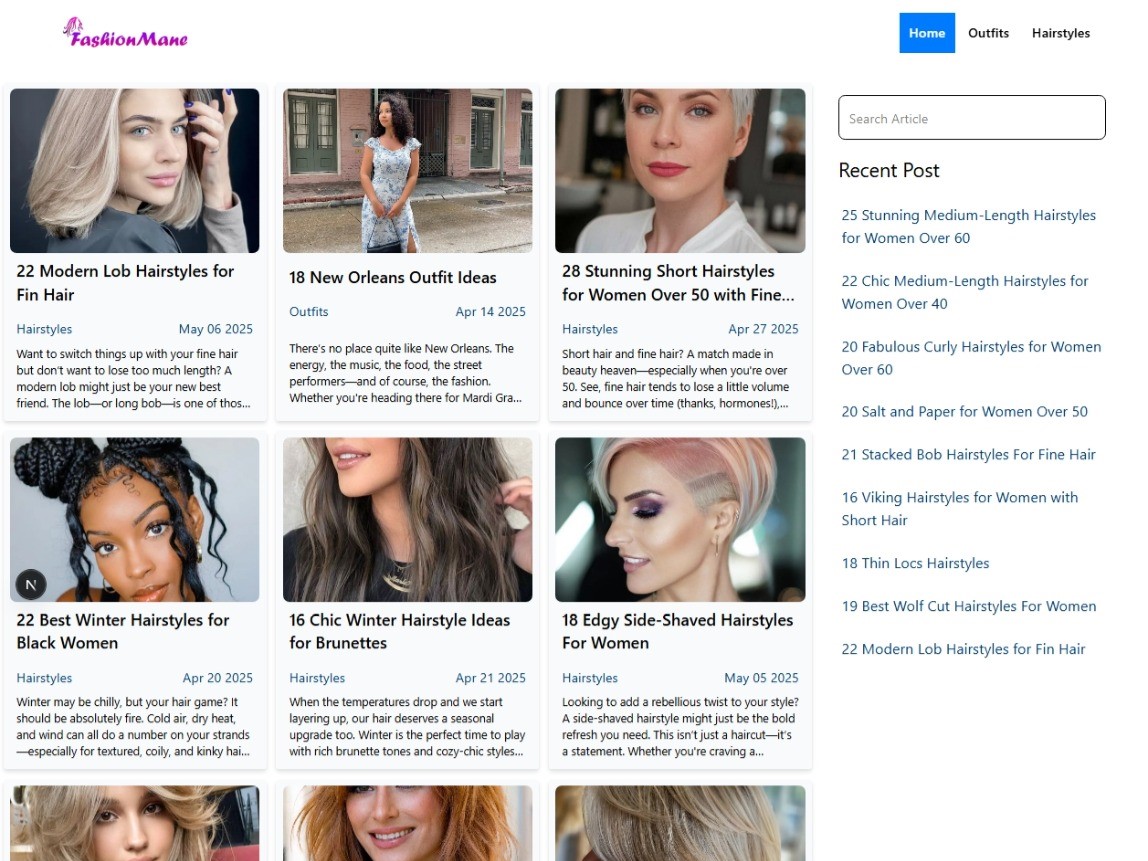 FashionMane
Home
Outfits
Hairstyles
22 Modern Lob Hairstyles for
Fin Hair
Hairstyles
May 06 2025
Want to switch things up with your fine hair
but don't want to lose too much length? A
modern lob might just be your new best
friend. The lob—or long bob—is one of thos...
18 New Orleans Outfit Ideas
Outfits
Apr 14 2025
There's no place quite like New Orleans. The
energy, the music, the food, the street
performers—and of course, the fashion.
Whether you're heading there for Mardi Gra...
28 Stunning Short Hairstyles
for Women Over 50 with Fine...
Hairstyles
Apr 27 2025
Short hair and fine hair? A match made in
beauty heaven—especially when you're over
50. See, fine hair tends to lose a little volume
and bounce over time (thanks, hormones!),...
N
22 Best Winter Hairstyles for
Black Women
Hairstyles
Apr 20 2025
Winter may be chilly, but your hair game? It
should be absolutely fire. Cold air, dry heat,
and wind can all do a number on your strands
—especially for textured, coily, and kinky hai...
16 Chic Winter Hairstyle Ideas
for Brunettes
Hairstyles
Apr 21 2025
When the temperatures drop and we start
layering up, our hair deserves a seasonal
upgrade too. Winter is the perfect time to play
with rich brunette tones and cozy-chic styles...
18 Edgy Side-Shaved Hairstyles
For Women
Hairstyles
May 05 2025
Looking to add a rebellious twist to your style?
A side-shaved hairstyle might just be the bold
refresh you need. This isn't just a haircut—it's
a statement. Whether you're craving a...
Search Article
Recent Post
25 Stunning Medium-Length Hairstyles
for Women Over 60
22 Chic Medium-Length Hairstyles for
Women Over 40
20 Fabulous Curly Hairstyles for Women
Over 60
20 Salt and Paper for Women Over 50
21 Stacked Bob Hairstyles For Fine Hair
16 Viking Hairstyles for Women with
Short Hair
18 Thin Locs Hairstyles
19 Best Wolf Cut Hairstyles For Women
22 Modern Lob Hairstyles for Fin Hair